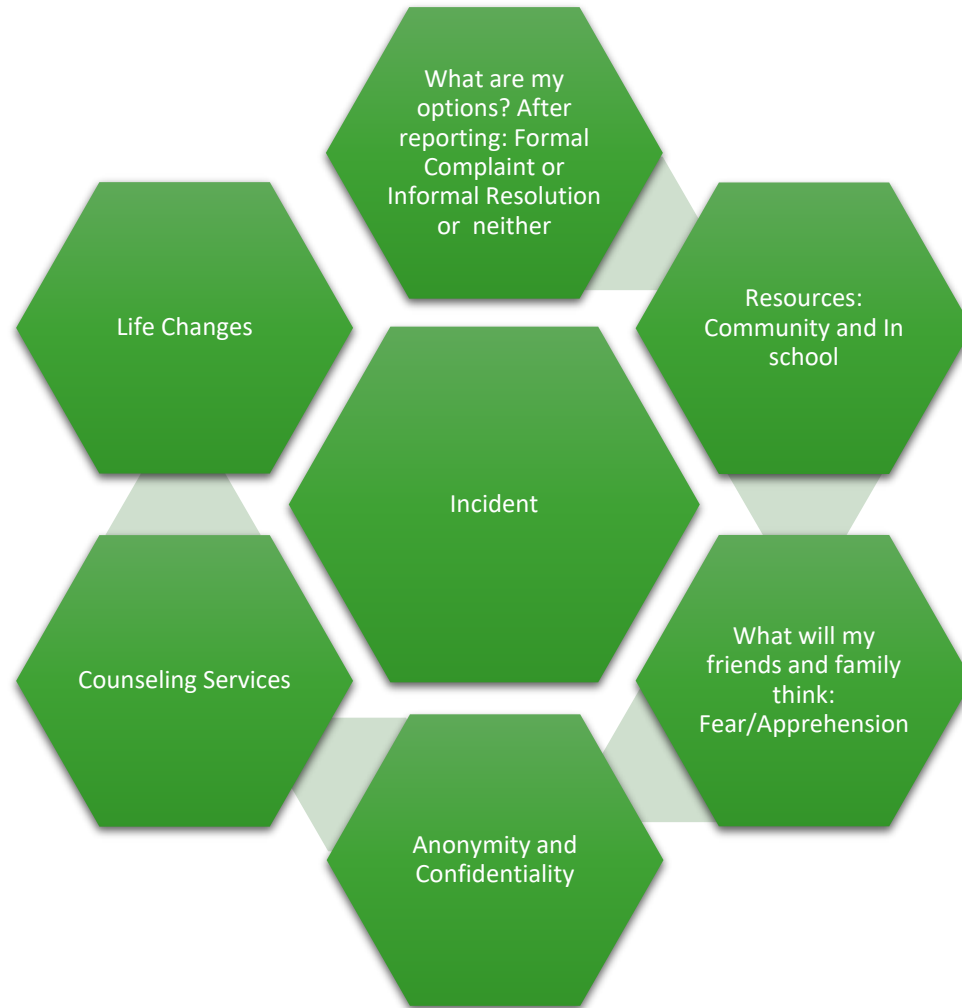 What are my
options? After
reporting: Formal
Complaint or
Informal Resolution
or neither
Life Changes
Resources:
Community and In
school
Incident
Counseling Services
What will my
friends and family
think:
Fear/Apprehension
Anonymity and
Confidentiality